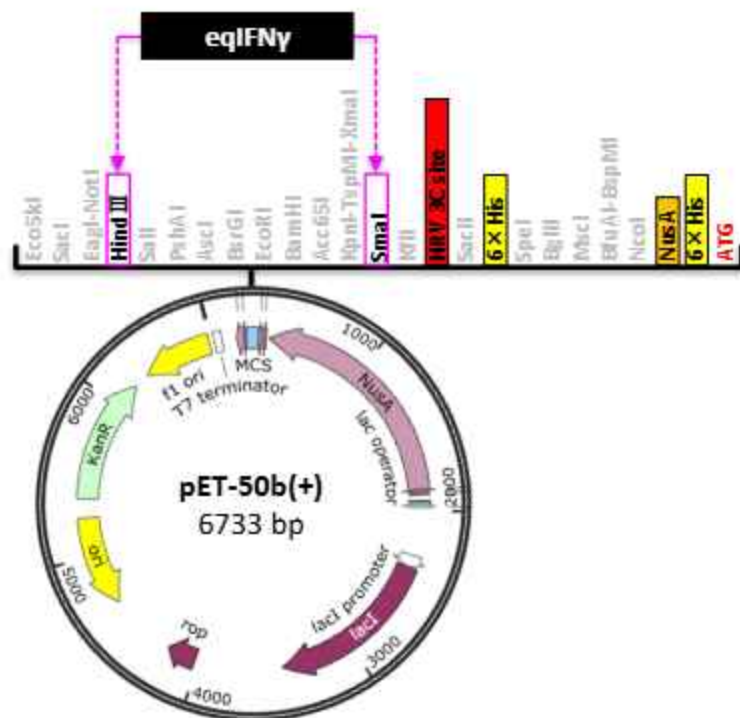 eqIFNγ
Eco53kI
SacI
EagI-NotI
Hind III
SalI
PshAI
AscI
BsrGI
EcoRI
BamHI
Acc65I
KpnI-TspMI-XmaI
SmaI
KflI
HRV 3C site
SacII
6×His
SpeI
BglII
MscI
BfuAI-BspMI
NcoI
NusA
6×His
ATG
1000
2000
3000
4000
5000
6000
MCS
f1 ori
T7 terminator
NusA
lac operator
KanR
pET-50b(+)
6733 bp
ori
lacI promoter
lacI
rop